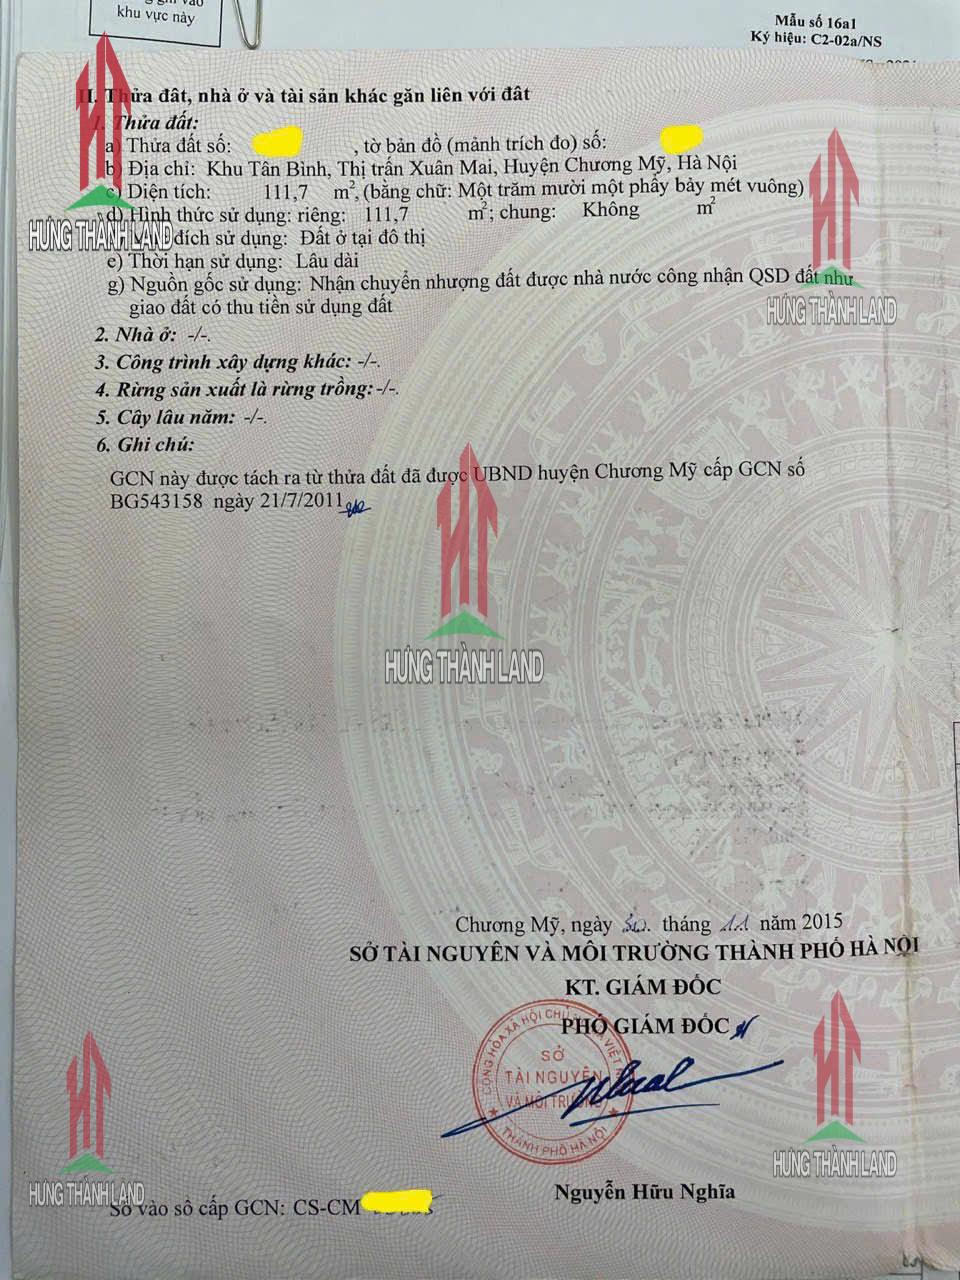 khu vực này
Mẫu số 16a1
Ký hiệu: C2-02a/NS
II. Thửa đất, nhà ở và tài sản khác gắn liền với đất
1. Thửa đất:
a) Thửa đất số: , tờ bản đồ (mảnh trích đo) số:
b) Địa chỉ: Khu Tân Bình, Thị trấn Xuân Mai, Huyện Chương Mỹ, Hà Nội
c) Diện tích: 111,7 m², (bằng chữ: Một trăm mười một phẩy bảy mét vuông)
d) Hình thức sử dụng: riêng: 111,7 m²; chung: Không m²
đích sử dụng: Đất ở tại đô thị
e) Thời hạn sử dụng: Lâu dài
g) Nguồn gốc sử dụng: Nhận chuyển nhượng đất được nhà nước công nhận QSD đất như
giao đất có thu tiền sử dụng đất
2. Nhà ở: -/-.
3. Công trình xây dựng khác: -/-.
4. Rừng sản xuất là rừng trồng: -/-.
5. Cây lâu năm: -/-.
6. Ghi chú:
GCN này được tách ra từ thửa đất đã được UBND huyện Chương Mỹ cấp GCN số
BG543158 ngày 21/7/2011
HƯNG THÀNH LAND
HƯNG THÀNH LAND
HƯNG THÀNH LAND
Chương Mỹ, ngày 30. tháng 11 năm 2015
SỞ TÀI NGUYÊN VÀ MÔI TRƯỜNG THÀNH PHỐ HÀ NỘI
KT. GIÁM ĐỐC
PHÓ GIÁM ĐỐC
CỘNG HÒA XÃ HỘI CHỦ NGHĨA VIỆT
SỞ
TÀI NGUYÊN
VÀ MÔI TRƯỜNG
THÀNH PHỐ HÀ NỘI
Nguyễn Hữu Nghĩa
HƯNG THÀNH LAND
HƯNG THÀNH LAND
Số vào sổ cấp GCN: CS-CM